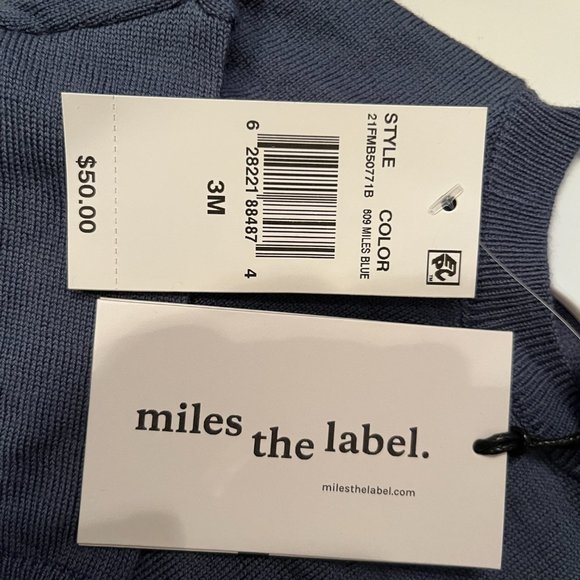 STYLE COLOR
21FMB50771B 609 MILES BLUE
6 28221 88487 4
3M
$50.00
miles the label.
milesthelabel.com